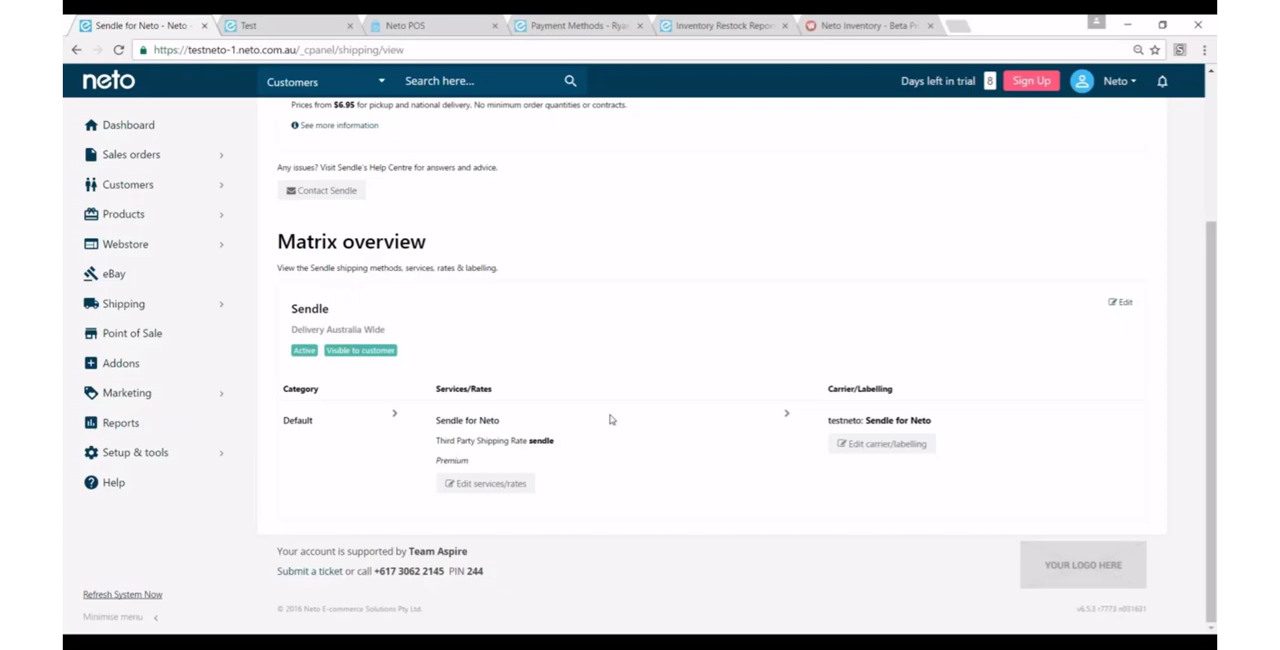 Sendle for Neto - Neto
Test
Neto POS
Payment Methods - Rya
Inventory Restock Repor
Neto Inventory - Beta Po
https://testneto-1.neto.com.au/_cpanel/shipping/view
neto
Customers
Search here...
Days left in trial 8
Sign Up
Neto
Dashboard
Sales orders
Customers
Products
Webstore
eBay
Shipping
Point of Sale
Addons
Marketing
Reports
Setup & tools
Help
Refresh System Now
Minimise menu
Prices from $6.95 for pickup and national delivery. No minimum order quantities or contracts.
See more information
Any issues? Visit Sendle's Help Centre for answers and advice.
Contact Sendle
Matrix overview
View the Sendle shipping methods, services, rates & labelling.
Sendle
Edit
Delivery Australia Wide
Active
Visible to customer
Category
Services/Rates
Carrier/Labelling
Default
Sendle for Neto
testneto: Sendle for Neto
Third Party Shipping Rate sendle
Edit carrier/labelling
Premium
Edit services/rates
Your account is supported by Team Aspire
Submit a ticket or call +617 3062 2145 PIN 244
YOUR LOGO HERE
© 2016 Neto E-commerce Solutions Pty Ltd.